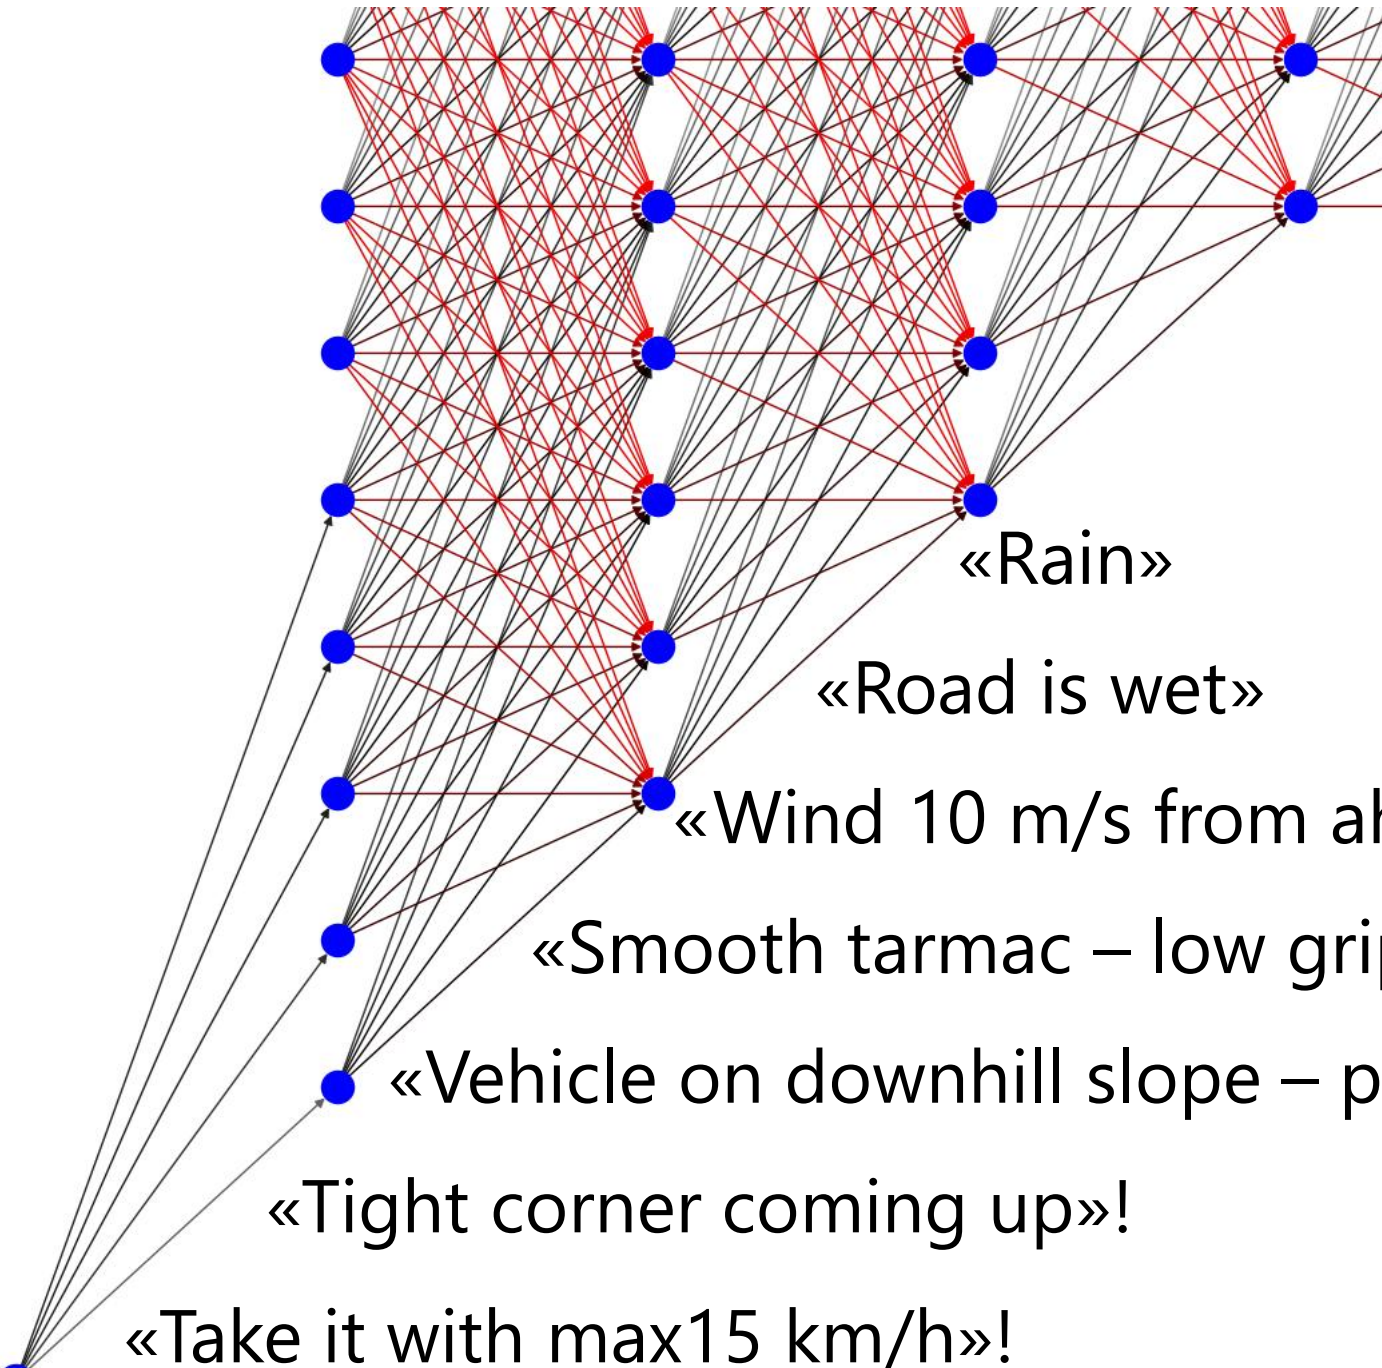 «Rain»
«Road is wet»
«Wind 10 m/s from
«Smooth tarmac – low
«Vehicle on downhill slope –
«Tight corner coming up»!
«Take it with max15 km/h»!